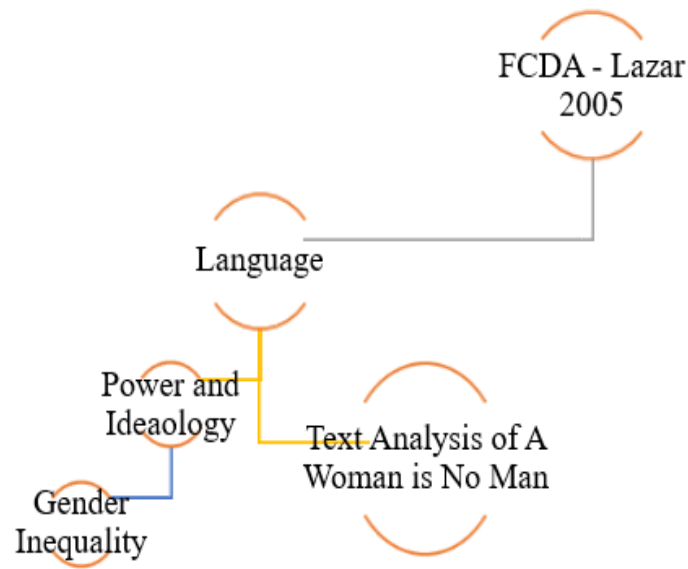 FCDA - Lazar
2005
Language
Power and
Ideaology
Text Analysis of A
Woman is No Man
Gender
Inequality